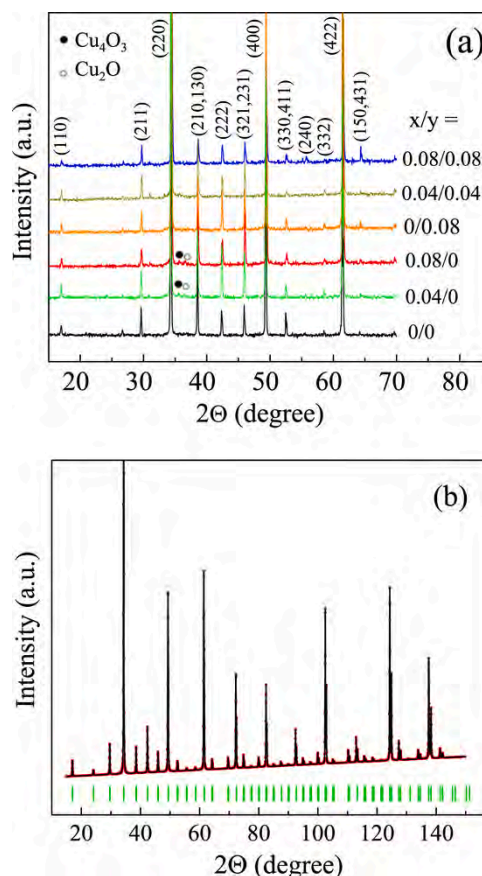 (a)
Cu₄O₃
Cu₂O
(110)
(211)
(220)
(210,130)
(222)
(321,231)
(400)
(330,411)
(240)
(332)
(422)
(150,431)
x/y =
0.08/0.08
0.04/0.04
0/0.08
0.08/0
0.04/0
0/0
Intensity (a.u.)
20 30 40 50 60 70 80
2Θ (degree)
(b)
Intensity (a.u.)
20 40 60 80 100 120 140
2Θ (degree)